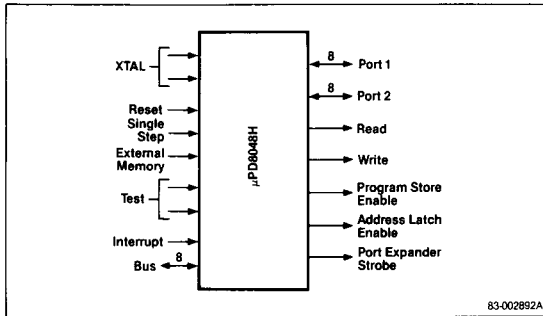 XTAL
Reset
Single
Step
External
Memory
Test
Interrupt
Bus
8
μPD8048H
8
Port 1
8
Port 2
Read
Write
Program Store
Enable
Address Latch
Enable
Port Expander
Strobe
83-002892A